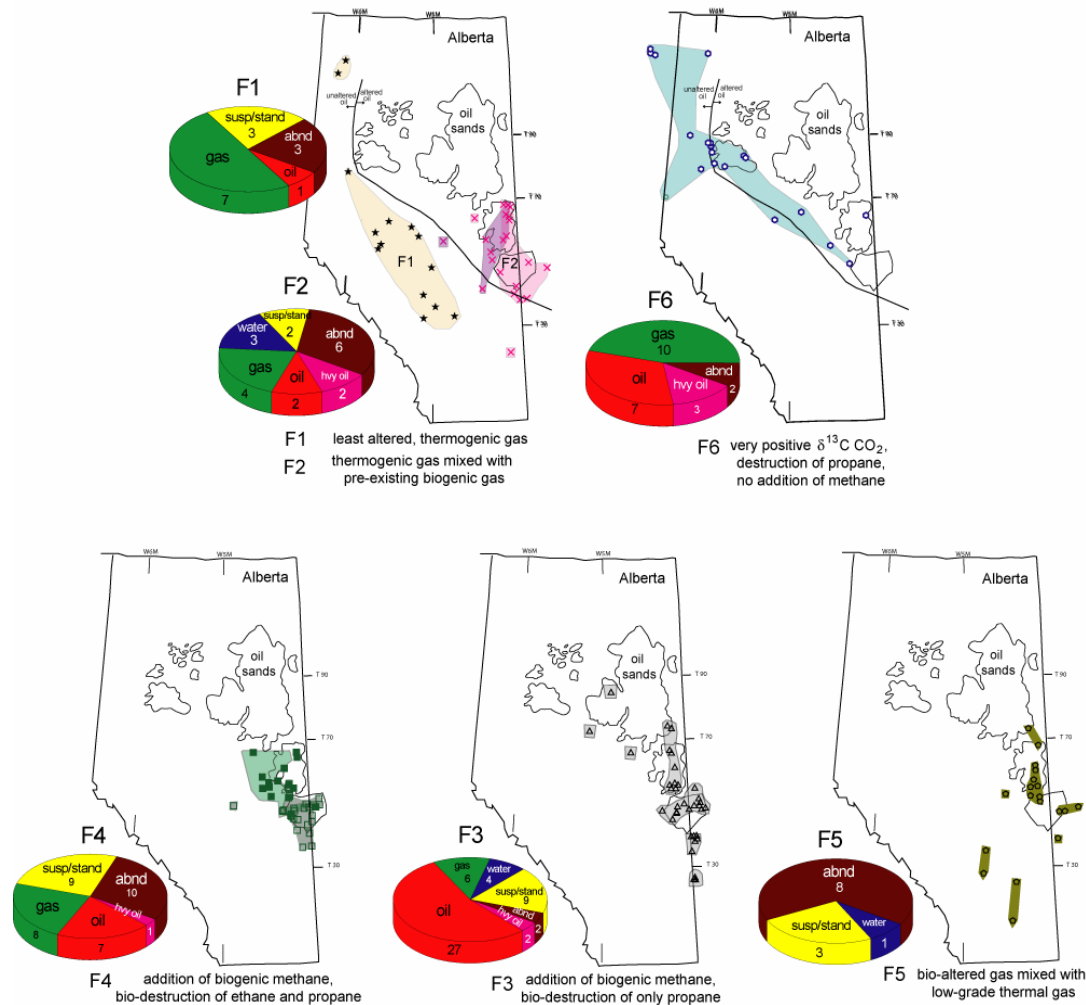 W6M
W5M
Alberta
unaltered oil
altered oil
oil sands
T 90
T 70
F1
F2
F1
susp/stand
3
abnd
3
gas
7
oil
1
F2
susp/stand
2
water
3
abnd
6
gas
4
oil
2
hvy oil
2
F1 least altered, thermogenic gas
F2 thermogenic gas mixed with
pre-existing biogenic gas
W6M
W5M
Alberta
unaltered oil
altered oil
oil sands
T 90
T 70
F6
gas
10
oil
7
hvy oil
3
abnd
2
F6 very positive δ¹³C CO₂,
destruction of propane,
no addition of methane
W6M
W5M
Alberta
oil sands
T 90
T 70
T 30
F4
susp/stand
9
abnd
10
gas
8
oil
7
hvy oil
1
F4 addition of biogenic methane,
bio-destruction of ethane and propane
W6M
W5M
Alberta
oil sands
T 90
T 70
T 30
F3
gas
6
water
4
susp/stand
9
oil
27
hvy oil
2
abnd
2
F3 addition of biogenic methane,
bio-destruction of only propane
W6M
W5M
Alberta
oil sands
T 90
T 70
T 30
F5
abnd
8
susp/stand
3
water
1
F5 bio-altered gas mixed with
low-grade thermal gas